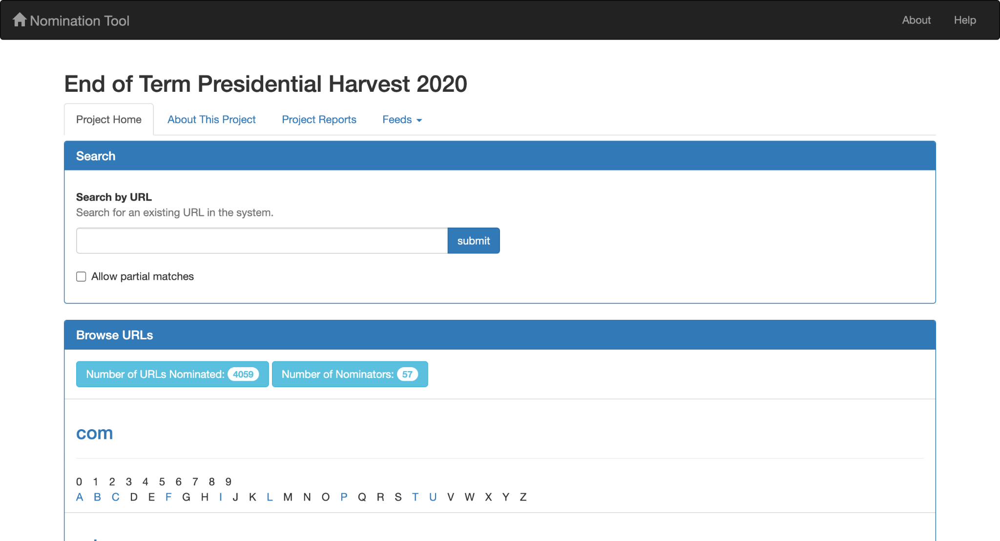 Nomination Tool
About Help
End of Term Presidential Harvest 2020
Project Home About This Project Project Reports Feeds
Search
Search by URL
Search for an existing URL in the system.
submit
Allow partial matches
Browse URLs
Number of URLs Nominated: 4059 Number of Nominators: 57
com
0 1 2 3 4 5 6 7 8 9
A B C D E F G H I J K L M N O P Q R S T U V W X Y Z